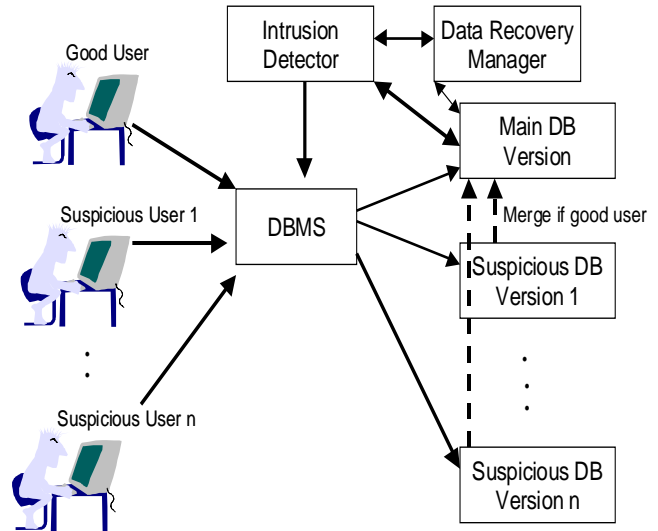 Good User
Intrusion
Detector
Data Recovery
Manager
Main DB
Version
Suspicious User 1
DBMS
Merge if good user
Suspicious DB
Version 1
Suspicious User n
Suspicious DB
Version n